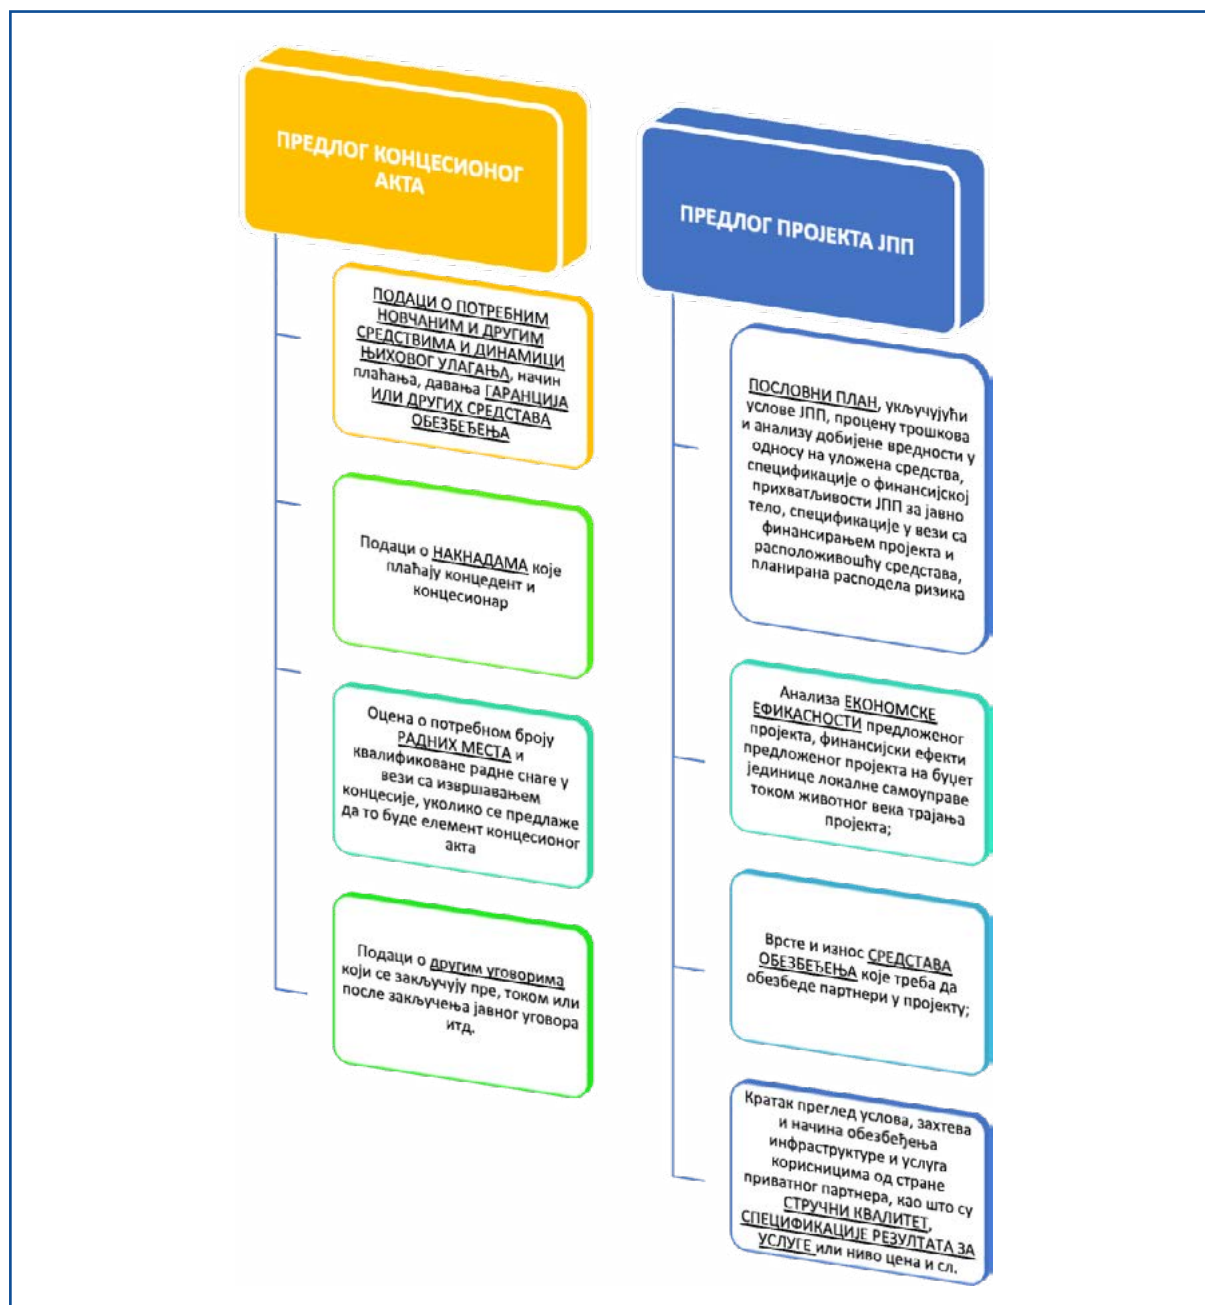 ПРЕДЛОГ КОНЦЕСИОНОГ
АКТА
ПОДАЦИ О ПОТРЕБНИМ
НОВЧАНИМ И ДРУГИМ
СРЕДСТВИМА И ДИНАМИЦИ
ЊИХОВОГ УЛАГАЊА, начин
плаћања, давања ГАРАНЦИЈА
ИЛИ ДРУГИХ СРЕДСТАВА
ОБЕЗБЕЂЕЊА
Подаци о НАКНАДАМА које
плаћају концедент и
концесионар
Оцена о потребном броју
РАДНИХ МЕСТА и
квалификоване радне снаге у
вези са извршавањем
концесије, уколико се предлаже
да то буде елемент концесионог
акта
Подаци о другим уговорима
који се закључују пре, током или
после закључења јавног уговора
итд.
ПРЕДЛОГ ПРОЈЕКТА ЈПП
ПОСЛОВНИ ПЛАН, укључујући
услове ЈПП, процену трошкова
и анализу добијене вредности у
односу на уложена средства,
спецификације о финансијској
прихватљивости ЈПП за јавно
тело, спецификације у вези са
финансирањем пројекта и
расположивошћу средстава,
планирана расподела ризика
Анализа ЕКОНОМСКЕ
ЕФИКАСНОСТИ предложеног
пројекта, финансијски ефекти
предложеног пројекта на буџет
јединице локалне самоуправе
током животног века трајања
пројекта;
Врсте и износ СРЕДСТАВА
ОБЕЗБЕЂЕЊА које треба да
обезбеде партнери у пројекту;
Кратак преглед услова, захтева
и начина обезбеђења
инфраструктуре и услуга
корисницима од стране
приватног партнера, као што су
СТРУЧНИ КВАЛИТЕТ,
СПЕЦИФИКАЦИЈЕ РЕЗУЛТАТА ЗА
УСЛУГЕ или ниво цена и сл.